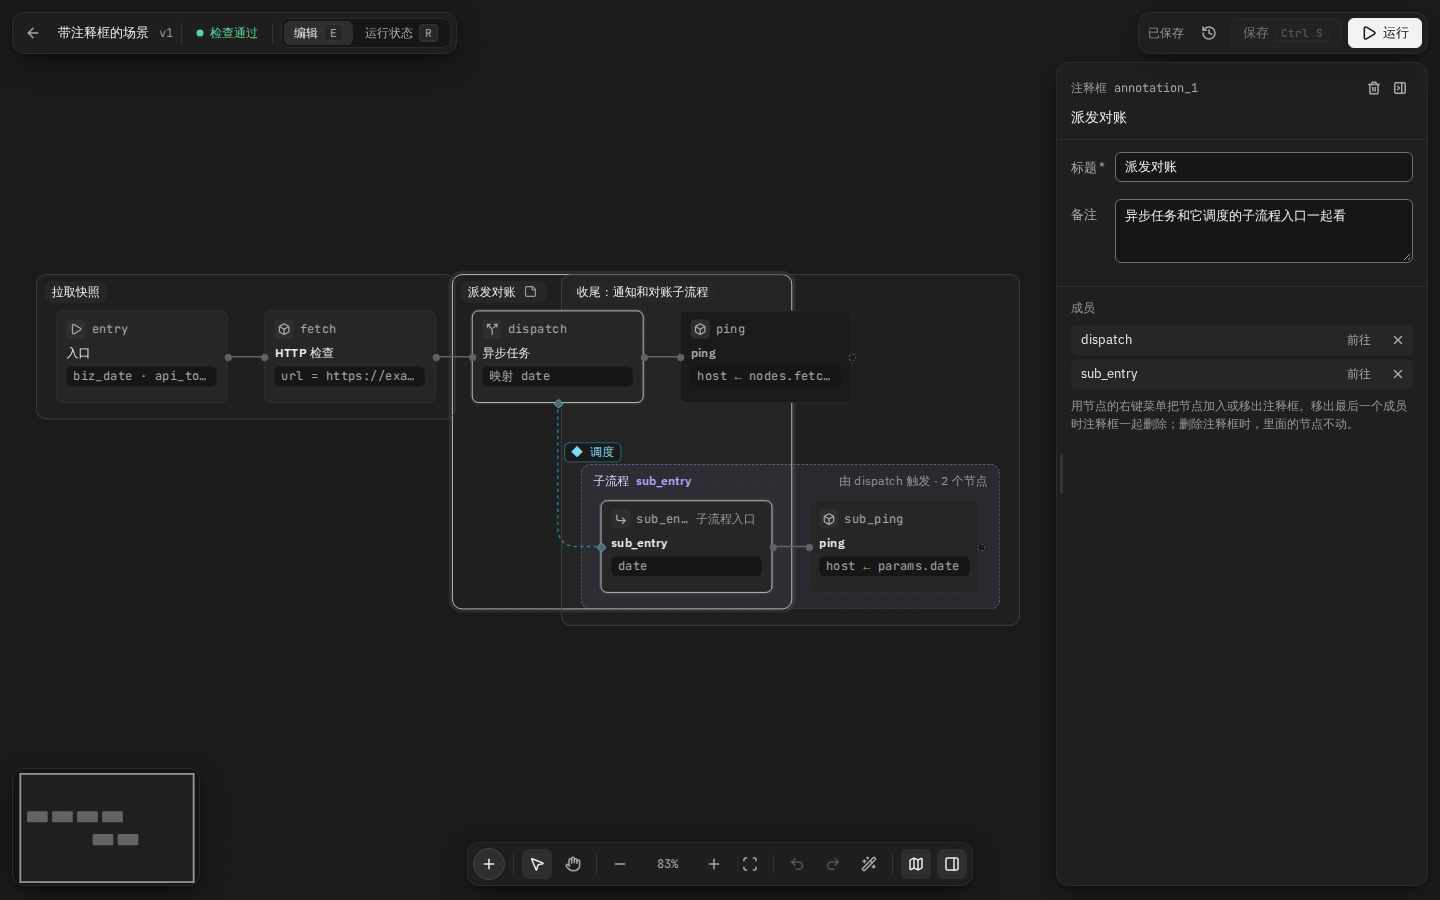 带注释框的场景 v1 检查通过 编辑 E 运行状态 R
已保存 保存 Ctrl S 运行
注释框 annotation_1
派发对账
标题* 派发对账
备注 异步任务和它调度的子流程入口一起看
成员
dispatch 前往
sub_entry 前往
用节点的右键菜单把节点加入或移出注释框。移出最后一个成员
时注释框一起删除；删除注释框时，里面的节点不动。
拉取快照 派发对账 收尾：通知和对账子流程
entry
入口
biz_date · api_to…
fetch
HTTP 检查
url = https://exa…
dispatch
异步任务
映射 date
ping
ping
host ← nodes.fetc…
调度
子流程 sub_entry 由 dispatch 触发 · 2 个节点
sub_en… 子流程入口
sub_entry
date
sub_ping
ping
host ← params.date
83%